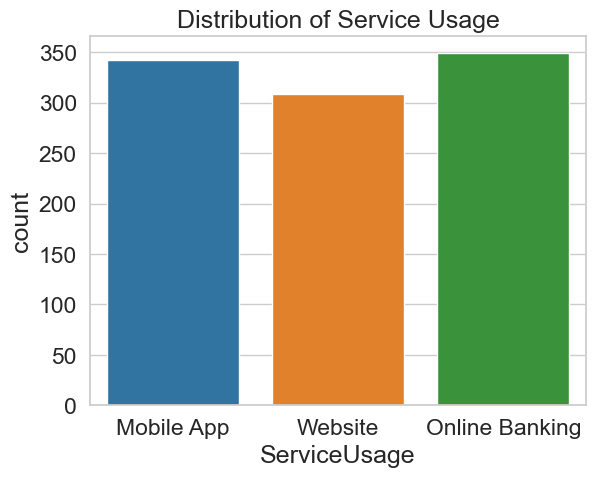 Distribution of Service Usage
350
300
250
200
150
100
50
0
count
Mobile App Website Online Banking
ServiceUsage